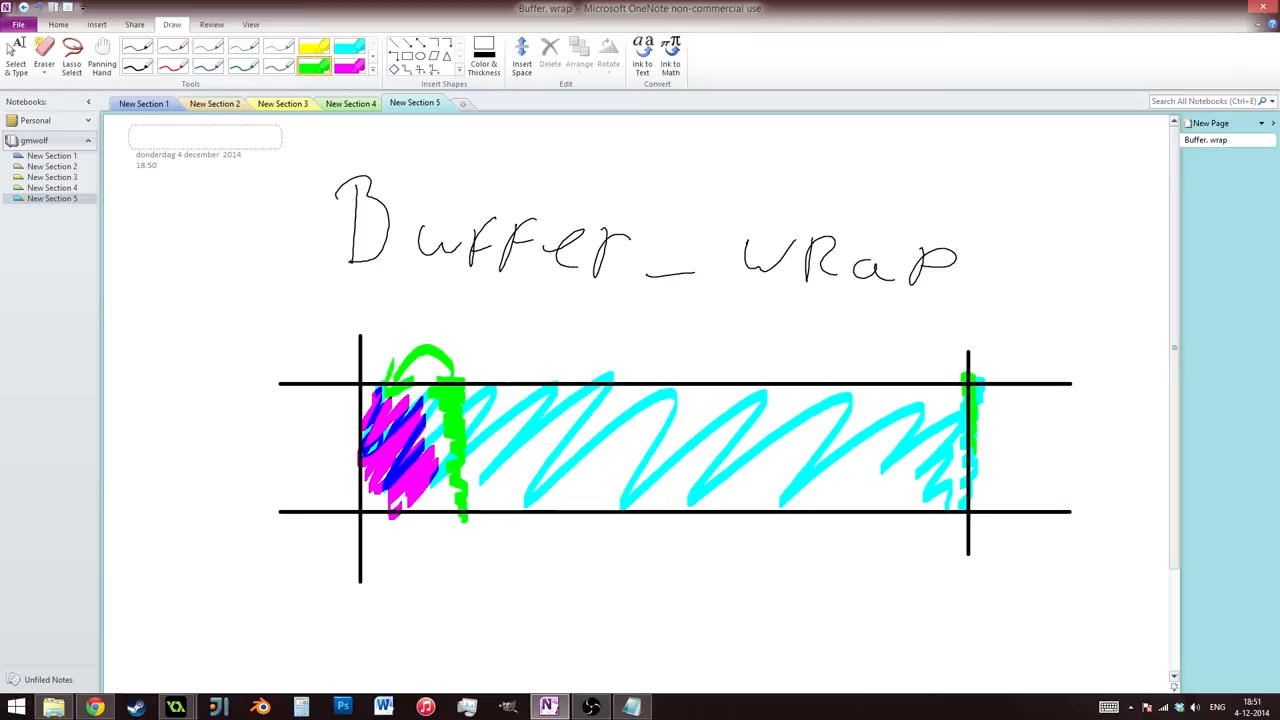 Buffer. wrap - Microsoft OneNote non-commercial use
File Home Insert Share Draw Review View
Select & Type
Eraser
Lasso Select
Panning Hand
Color & Thickness
Insert Space
Delete
Arrange
Rotate
Ink to Text
Ink to Math
Tools Insert Shapes Edit Convert
Notebooks:
New Section 1 New Section 2 New Section 3 New Section 4 New Section 5
Search All Notebooks (Ctrl+E)
Personal
gmwolf
New Section 1
New Section 2
New Section 3
New Section 4
New Section 5
New Page
Buffer. wrap
donderdag 4 december 2014
18:50
Buffer_wrap
Unfiled Notes
ENG
18:51
4-12-2014